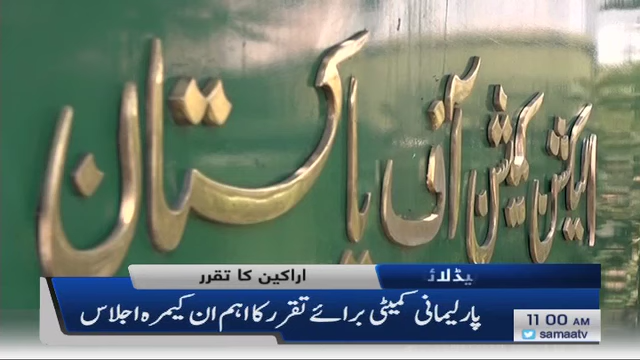 الیکشن کمیشن آف پاکستان
اراکین کا تقرر
پارلیمانی کمیٹی برائے تقرر کا اہم ان کیمرہ اجلاس
11:00 AM
samaatv